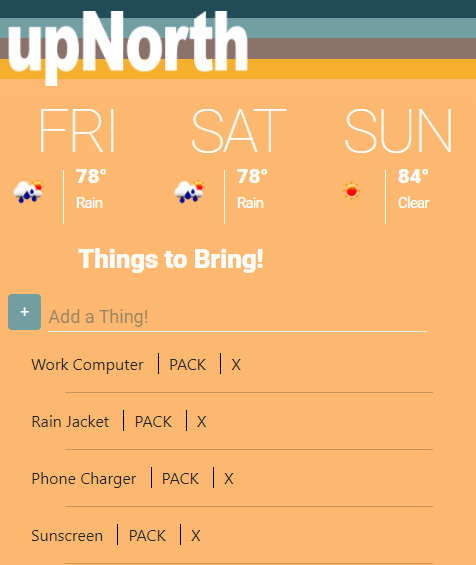 upNorth
FRI SAT SUN
78° 78° 84°
Rain Rain Clear
Things to Bring!
+ Add a Thing!
Work Computer | PACK | X
Rain Jacket | PACK | X
Phone Charger | PACK | X
Sunscreen | PACK | X